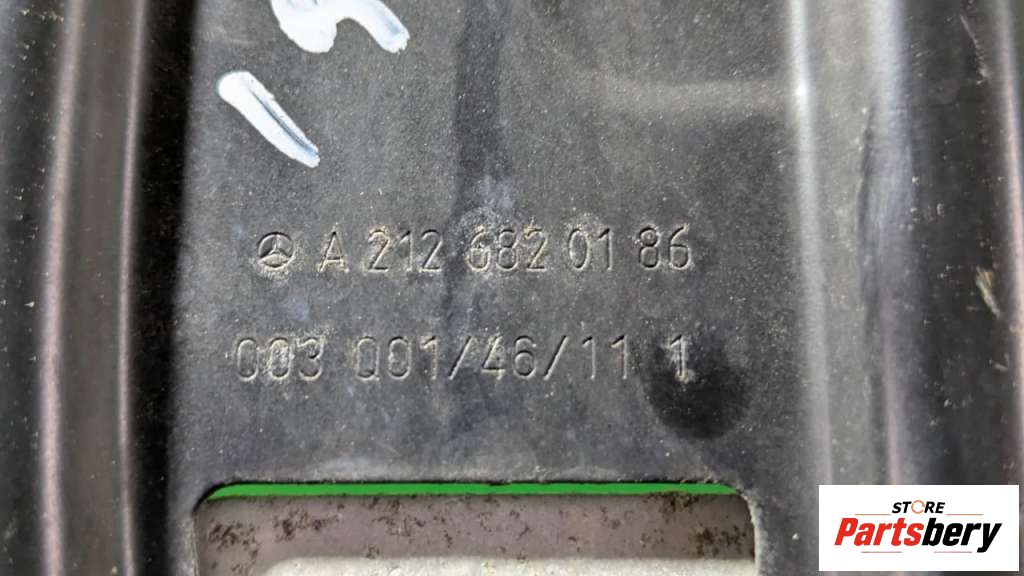 A 212 682 01 86
003 Q01/46/11 1
STORE
Partsbery